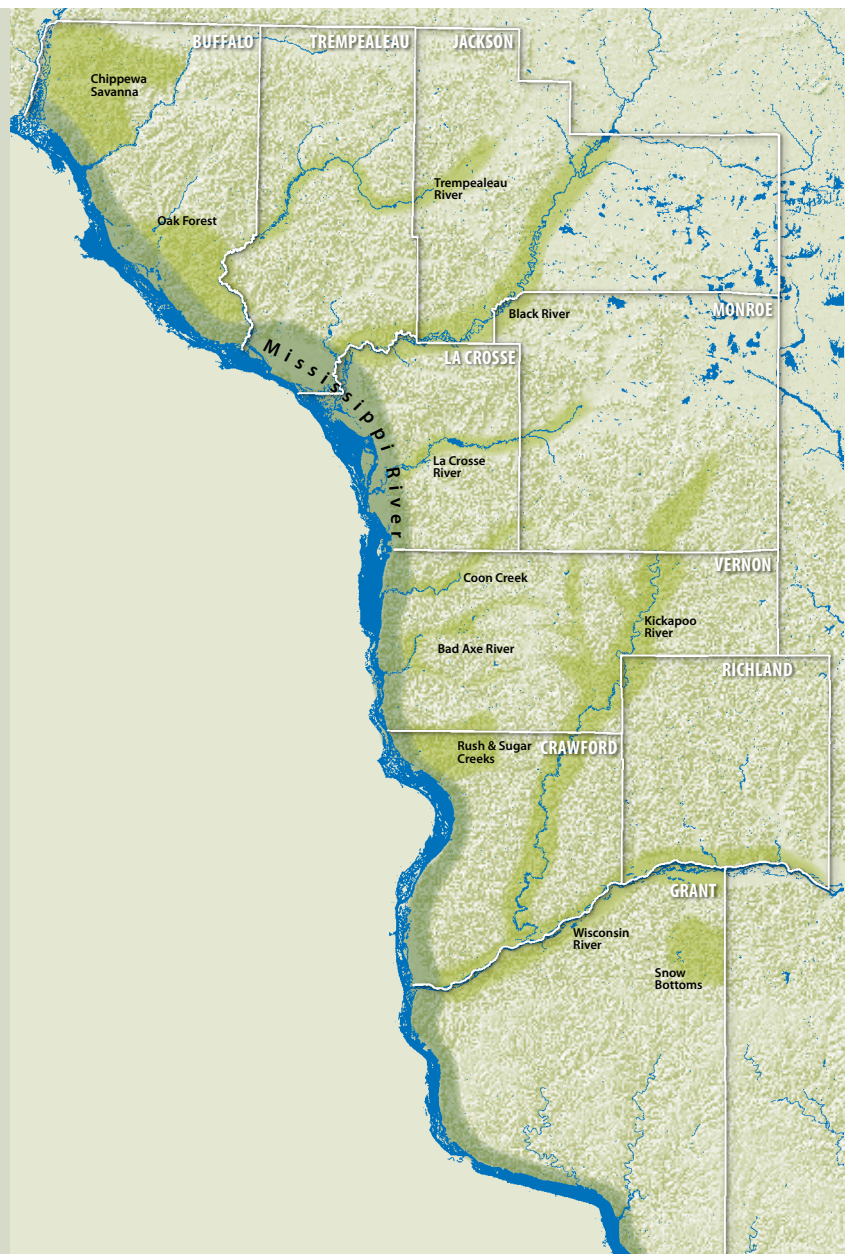 BUFFALO
TREMPEALEAU
JACKSON
Chippewa
Savanna
Trempealeau
River
Oak Forest
Black River
MONROE
LA CROSSE
Mississippi River
La Crosse
River
VERNON
Coon Creek
Kickapoo
River
Bad Axe River
RICHLAND
Rush & Sugar
Creeks
CRAWFORD
GRANT
Wisconsin
River
Snow
Bottoms